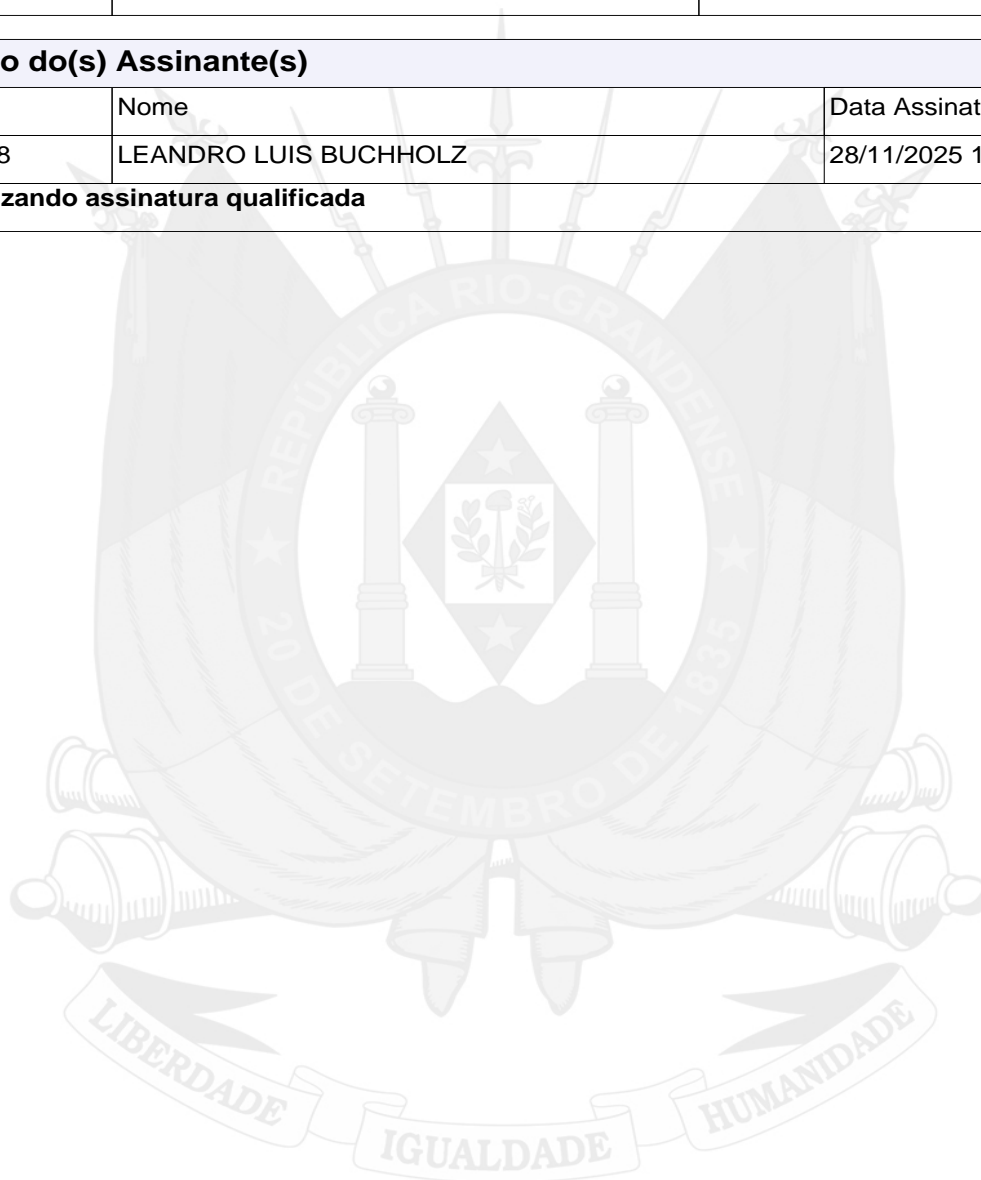 o do(s) Assinante(s)
Nome Data Assinat
8 LEANDRO LUIS BUCHHOLZ 28/11/2025 1
zando assinatura qualificada
REPÚBLICA RIO-GRANDENSE
20 DE SETEMBRO DE 1835
LIBERDADE IGUALDADE HUMANIDADE